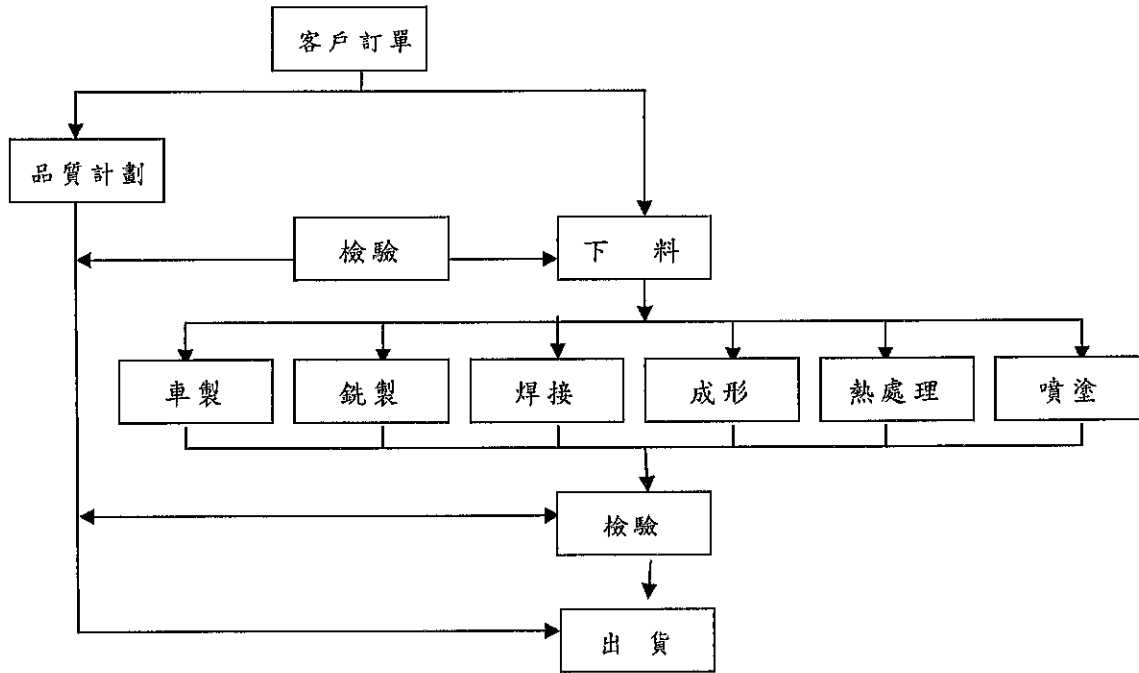 客戶訂單
品質計劃
檢驗
下 料
車製
銑製
焊接
成形
熱處理
噴塗
檢驗
出 貨